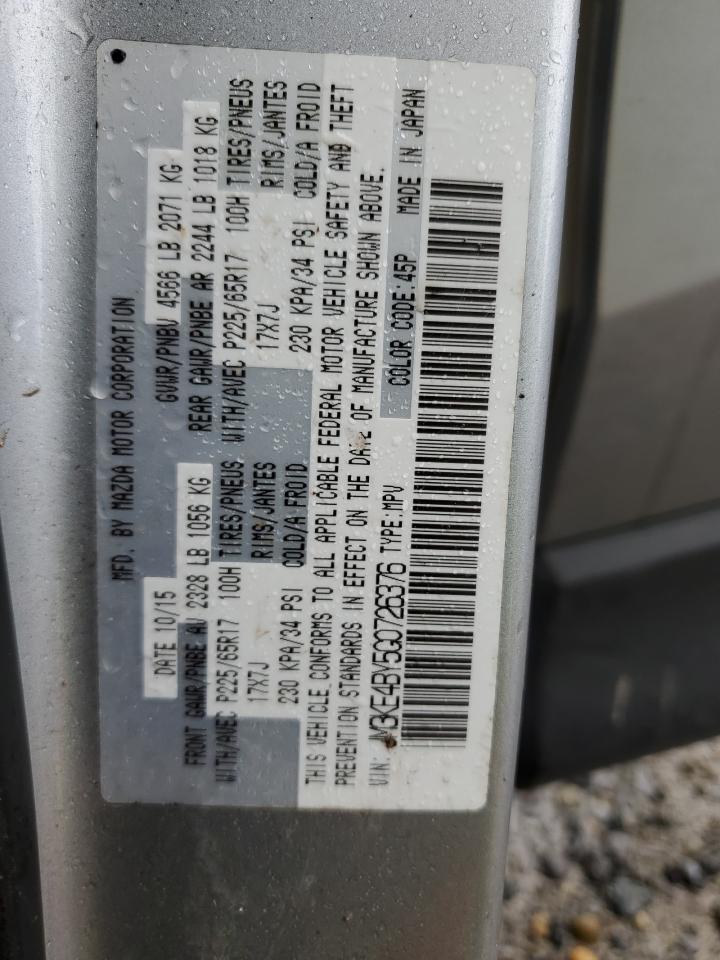 MFD. BY MAZDA MOTOR CORPORATION
DATE 10/15 GVWR/PNBV 4566 LB 2071 KG
FRONT GAWR/PNBE AV 2328 LB 1056 KG REAR GAWR/PNBE AR 2244 LB 1018 KG
WITH/AVEC P225/65R17 100H TIRES/PNEUS WITH/AVEC P225/65R17 100H TIRES/PNEUS
17X7J RIMS/JANTES 17X7J RIMS/JANTES
230 KPA/34 PSI COLD/A FROID 230 KPA/34 PSI COLD/A FROID
THIS VEHICLE CONFORMS TO ALL APPLICABLE FEDERAL MOTOR VEHICLE SAFETY AND THEFT
PREVENTION STANDARDS IN EFFECT ON THE DATE OF MANUFACTURE SHOWN ABOVE.
VIN: JM3KE4BY5G0726376 TYPE:MPV COLOR CODE:45P MADE IN JAPAN